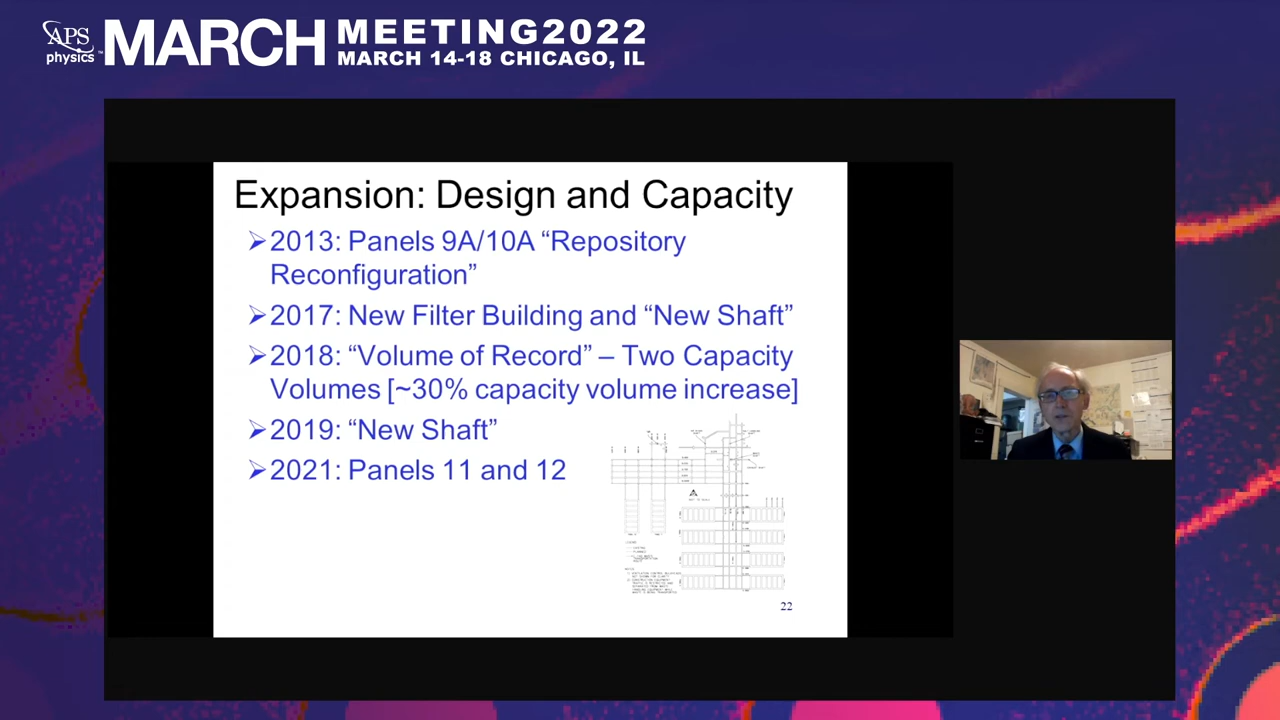 APS
physics
MARCH
MEETING2022
MARCH 14-18 CHICAGO, IL
Expansion: Design and Capacity
➢2013: Panels 9A/10A “Repository
Reconfiguration”
➢2017: New Filter Building and “New Shaft”
➢2018: “Volume of Record” – Two Capacity
Volumes [~30% capacity volume increase]
➢2019: “New Shaft”
➢2021: Panels 11 and 12
22